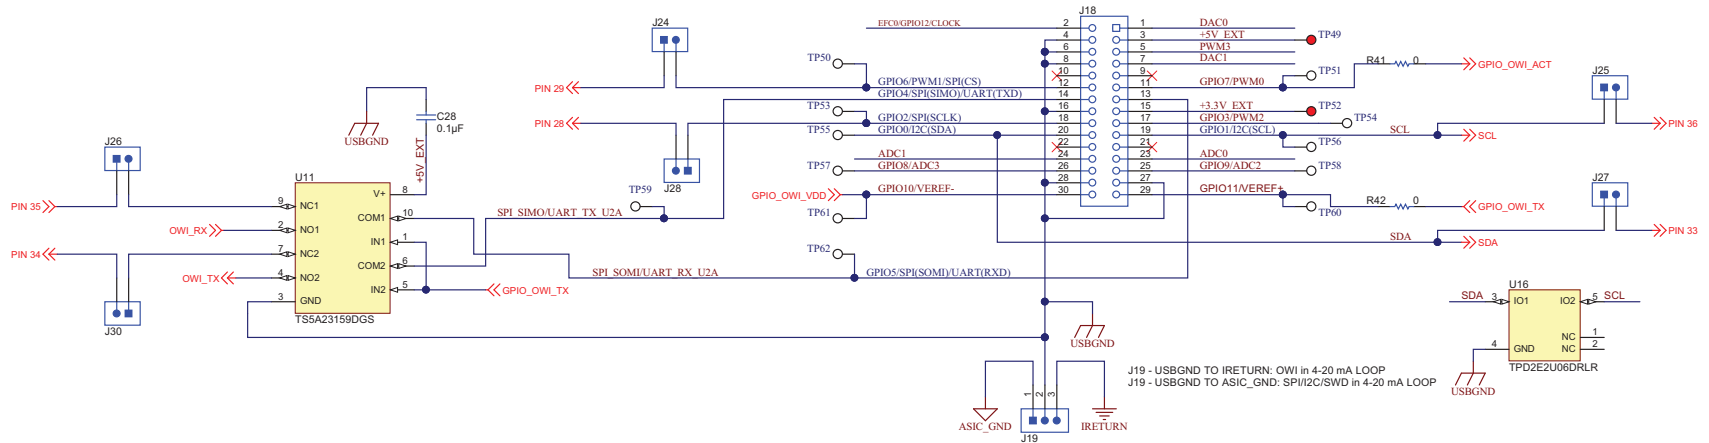 J18
EFC0/GPIO12/CLOCK 2 1 DAC0
4 3 +5V_EXT TP49
6 5 PWM3
8 7 DAC1
10 9
TP50 GPIO6/PWM1/SPI(CS) 12 11 GPIO7/PWM0 TP51
GPIO4/SPI(SIMO)/UART(TXD) 14 13
TP53 16 15 +3.3V_EXT TP52
GPIO2/SPI(SCLK) 18 17 GPIO3/PWM2 TP54
TP55 GPIO0/I2C(SDA) 20 19 GPIO1/I2C(SCL) SCL SCL
22 21 TP56
ADC1 24 23 ADC0
TP57 GPIO8/ADC3 26 25 GPIO9/ADC2 TP58
28 27
GPIO_OWI_VDD GPIO10/VEREF- 30 29 GPIO11/VEREF+
TP61 TP60
R41 0 GPIO_OWI_ACT
R42 0 GPIO_OWI_TX
J24
PIN 29
PIN 28
J28
J25
PIN 36
J27
PIN 33
SDA SDA
C28
0.1µF
USBGND
+5V_EXT
J26
PIN 35
OWI_RX
PIN 34
OWI_TX
J30
U11
V+ 8
9 NC1
COM1 10
2 NO1
IN1 1
7 NC2
COM2 6
4 NO2
IN2 5
3 GND
TS5A23159DGS
GPIO_OWI_TX
TP59
SPI_SIMO/UART_TX_U2A
SPI_SOMI/UART_RX_U2A
TP62
GPIO5/SPI(SOMI)/UART(RXD)
USBGND
J19 - USBGND TO IRETURN: OWI in 4-20 mA LOOP
J19 - USBGND TO ASIC_GND: SPI/I2C/SWD in 4-20 mA LOOP
1 2 3
ASIC_GND
J19
IRETURN
U16
SDA 3 IO1 IO2 5 SCL
NC 1
4 GND NC 2
TPD2E2U06DRLR
USBGND